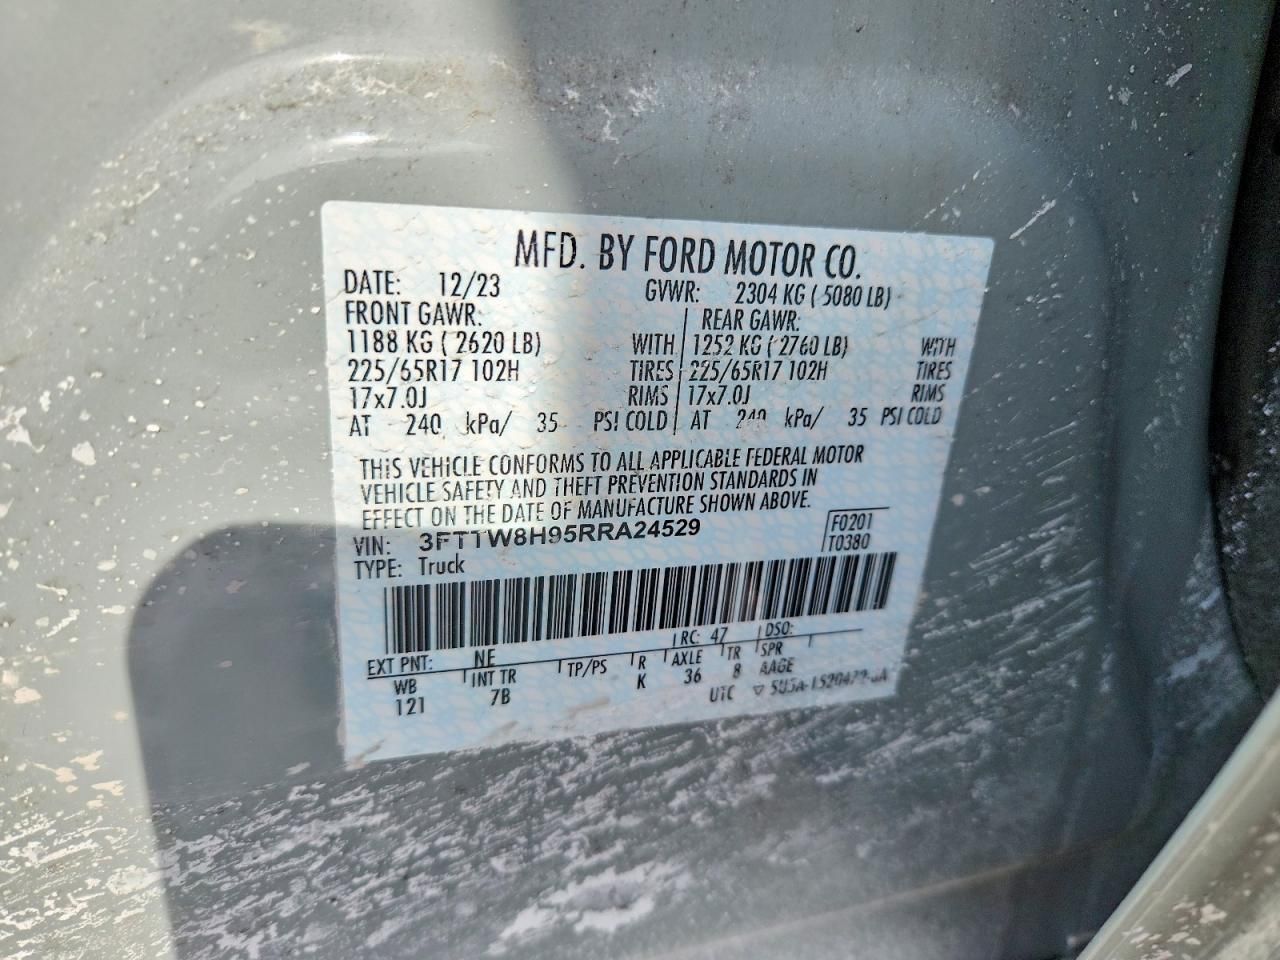 MFD. BY FORD MOTOR CO.
DATE: 12/23 GVWR: 2304 KG ( 5080 LB)
FRONT GAWR: REAR GAWR:
1188 KG ( 2620 LB) WITH 1252 KG ( 2760 LB) WITH
225/65R17 102H TIRES 225/65R17 102H TIRES
17x7.0J RIMS 17x7.0J RIMS
AT 240 kPa/ 35 PSI COLD AT 240 kPa/ 35 PSI COLD
THIS VEHICLE CONFORMS TO ALL APPLICABLE FEDERAL MOTOR
VEHICLE SAFETY AND THEFT PREVENTION STANDARDS IN
EFFECT ON THE DATE OF MANUFACTURE SHOWN ABOVE.
VIN: 3FTTW8H95RRA24529 F0201
TYPE: Truck T0380
EXT PNT: NE RC: 47 DSO:
WB INT TR TP/PS R AXLE TR SPR
121 7B K 36 8 AAGE
UTC